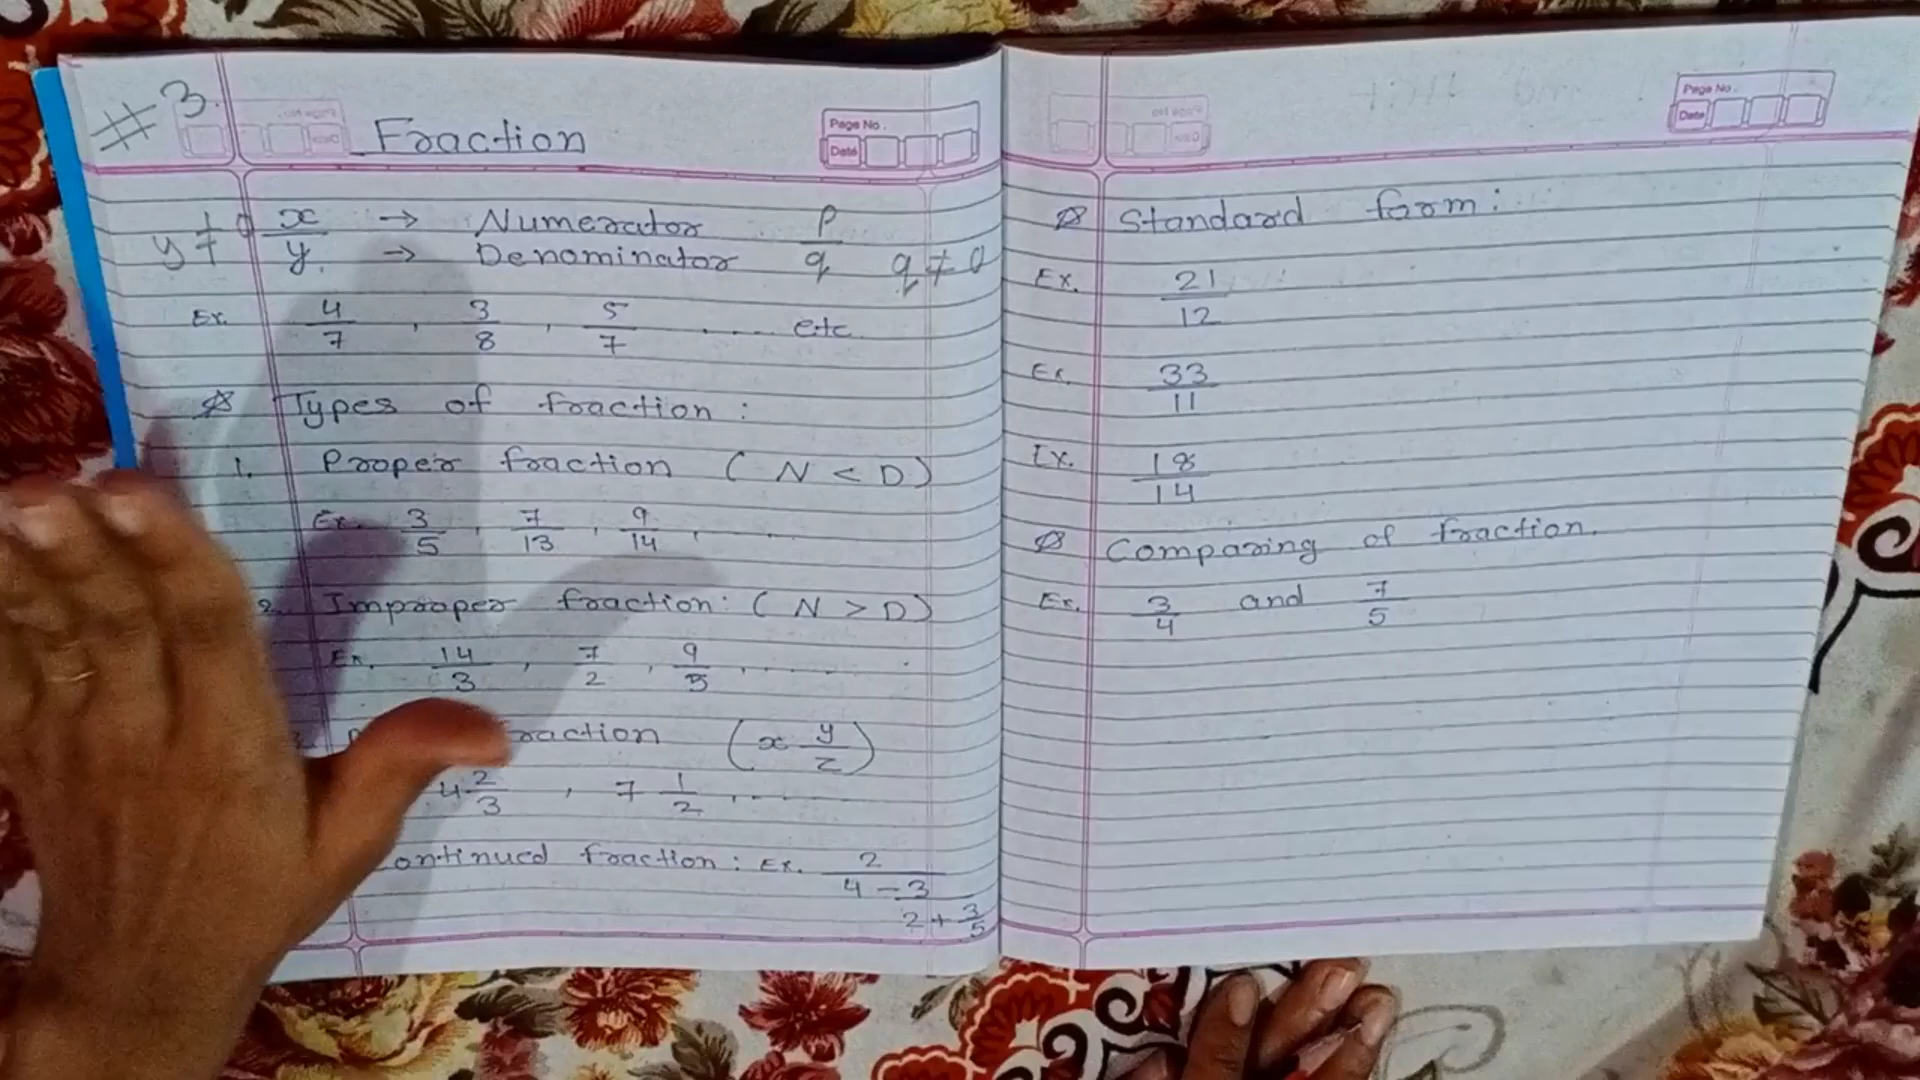 #3.
Fraction
Page No.
Date
y ≠ 0 x/y → Numerator p/q
→ Denominator q ≠ 0
Ex. 4/7 , 3/8 , 5/7 ..... etc
Types of fraction :
1. Proper fraction ( N < D )
Ex. 3/5 , 7/13 , 9/14 , .....
2. Improper fraction : ( N > D )
Ex. 14/3 , 7/2 , 9/5 , ......
3. raction ( x y/z )
4 2/3 , 7 1/2 , ....
ontinued fraction : Ex. 2/(4 - 3/(2 + 3/5))
Page No.
Date
Standard form :
Ex. 21/12
Ex. 33/11
Ex. 18/14
Comparing of fraction.
Ex. 3/4 and 7/5